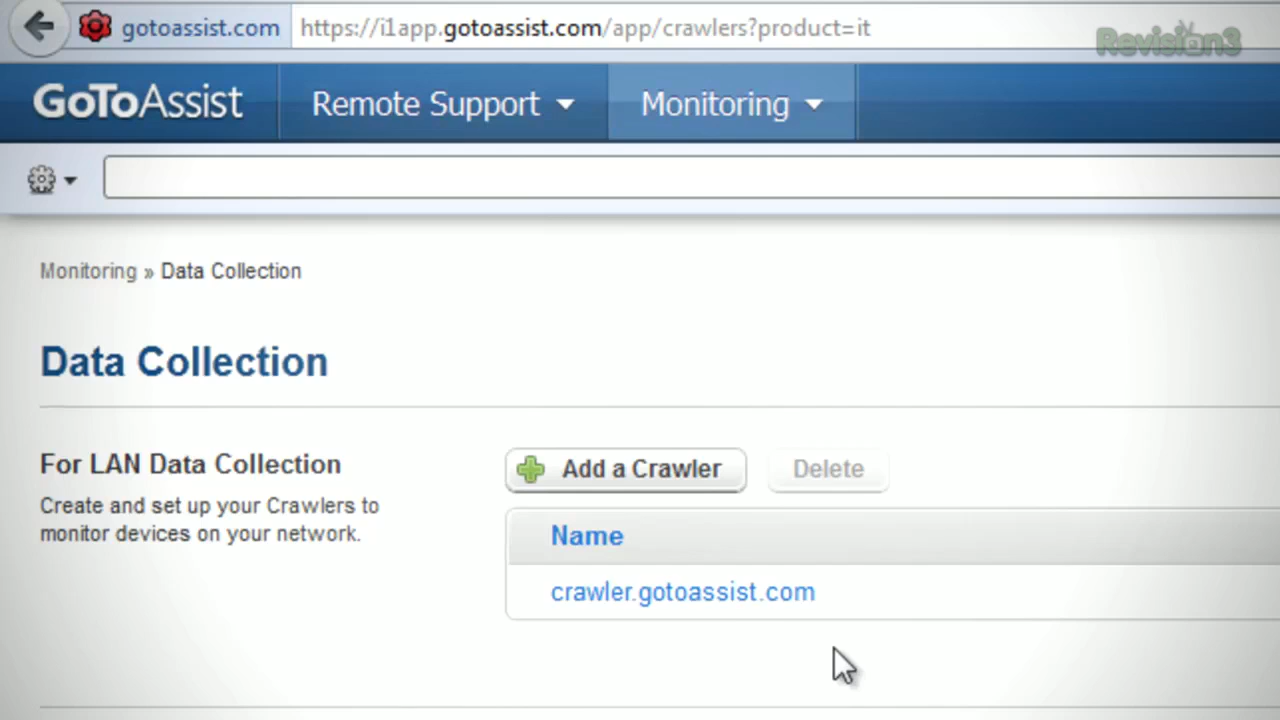 gotoassist.com https://i1app.gotoassist.com/app/crawlers?product=it
Revision3
GoToAssist Remote Support Monitoring
Monitoring » Data Collection
Data Collection
For LAN Data Collection
Create and set up your Crawlers to
monitor devices on your network.
Add a Crawler Delete
Name
crawler.gotoassist.com